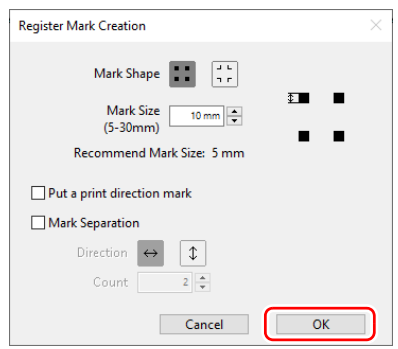 Register Mark Creation
Mark Shape
Mark Size
(5-30mm)
10 mm
Recommend Mark Size: 5 mm
Put a print direction mark
Mark Separation
Direction
Count
2
Cancel
OK